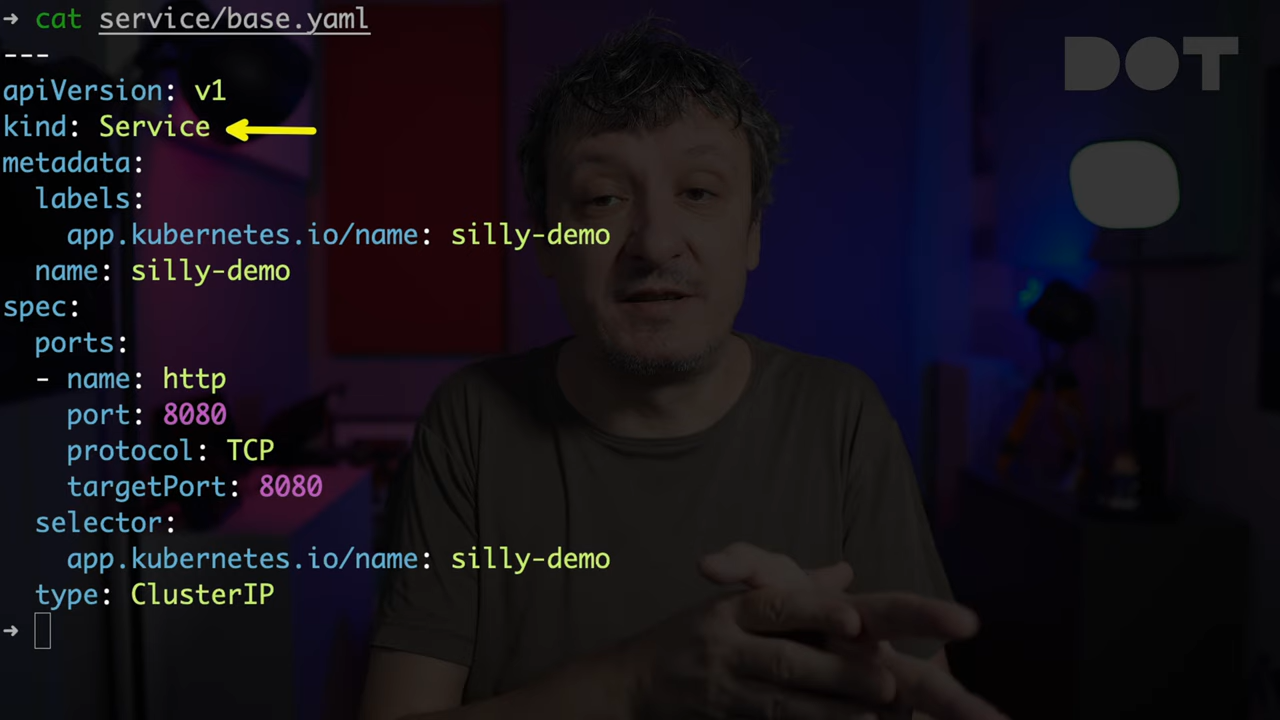 ➜ cat service/base.yaml
---
apiVersion: v1
kind: Service
metadata:
  labels:
    app.kubernetes.io/name: silly-demo
  name: silly-demo
spec:
  ports:
  - name: http
    port: 8080
    protocol: TCP
    targetPort: 8080
  selector:
    app.kubernetes.io/name: silly-demo
  type: ClusterIP
➜
DOT